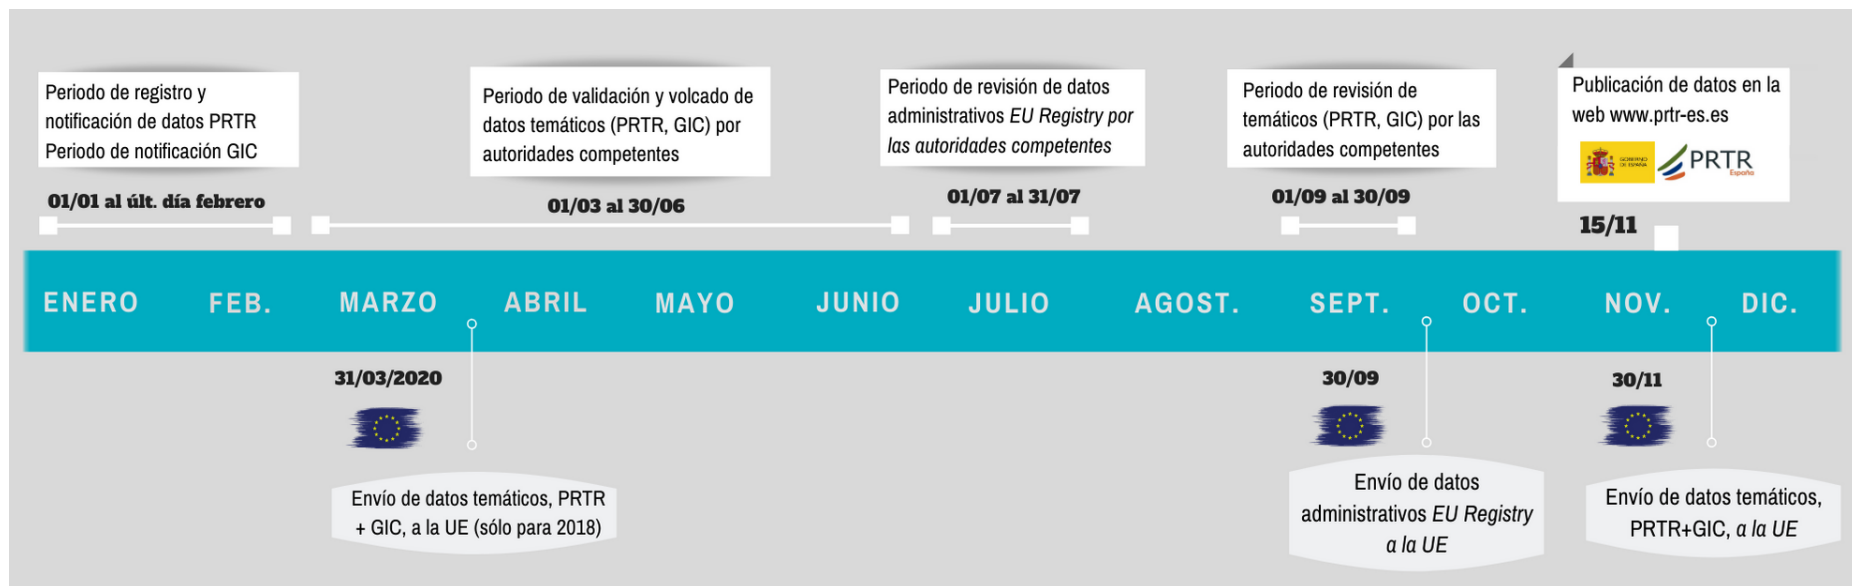 Periodo de registro y
notificación de datos PRTR
Periodo de notificación GIC
01/01 al últ. día febrero
Periodo de validación y volcado de
datos temáticos (PRTR, GIC) por
autoridades competentes
01/03 al 30/06
Periodo de revisión de datos
administrativos EU Registry por
las autoridades competentes
01/07 al 31/07
Periodo de revisión de
temáticos (PRTR, GIC) por las
autoridades competentes
01/09 al 30/09
Publicación de datos en la
web www.prtr-es.es
GOBIERNO
DE ESPAÑA
PRTR
España
15/11
ENERO FEB. MARZO ABRIL MAYO JUNIO JULIO AGOST. SEPT. OCT. NOV. DIC.
31/03/2020
Envío de datos temáticos, PRTR
+ GIC, a la UE (sólo para 2018)
30/09
Envío de datos
administrativos EU Registry
a la UE
30/11
Envío de datos temáticos,
PRTR+GIC, a la UE